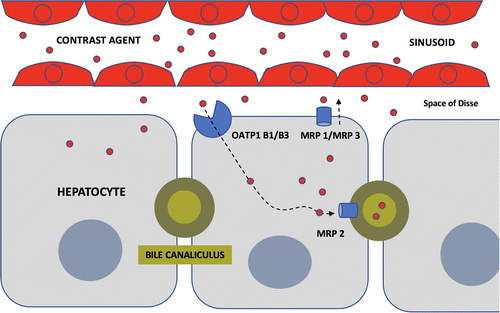 CONTRAST AGENT
SINUSOID
Space of Disse
OATP1 B1/B3
MRP 1/MRP 3
HEPATOCYTE
MRP 2
BILE CANALICULUS